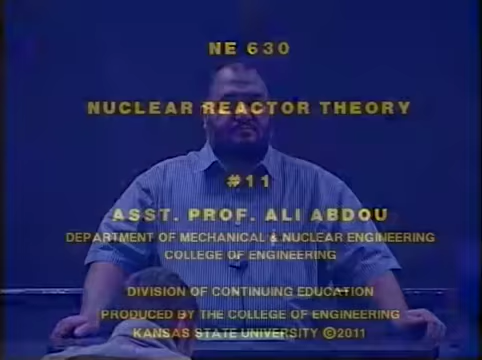 NE 630
NUCLEAR REACTOR THEORY
#11
ASST. PROF. ALI ABDOU
DEPARTMENT OF MECHANICAL & NUCLEAR ENGINEERING
COLLEGE OF ENGINEERING
DIVISION OF CONTINUING EDUCATION
PRODUCED BY THE COLLEGE OF ENGINEERING
KANSAS STATE UNIVERSITY ©2011